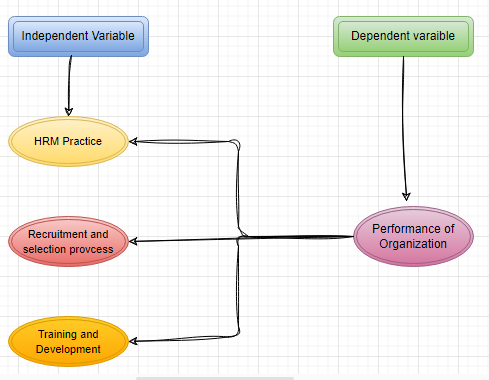 Independent Variable
Dependent varaible
HRM Practice
Recruitment and
selection provcess
Performance of
Organization
Training and
Development